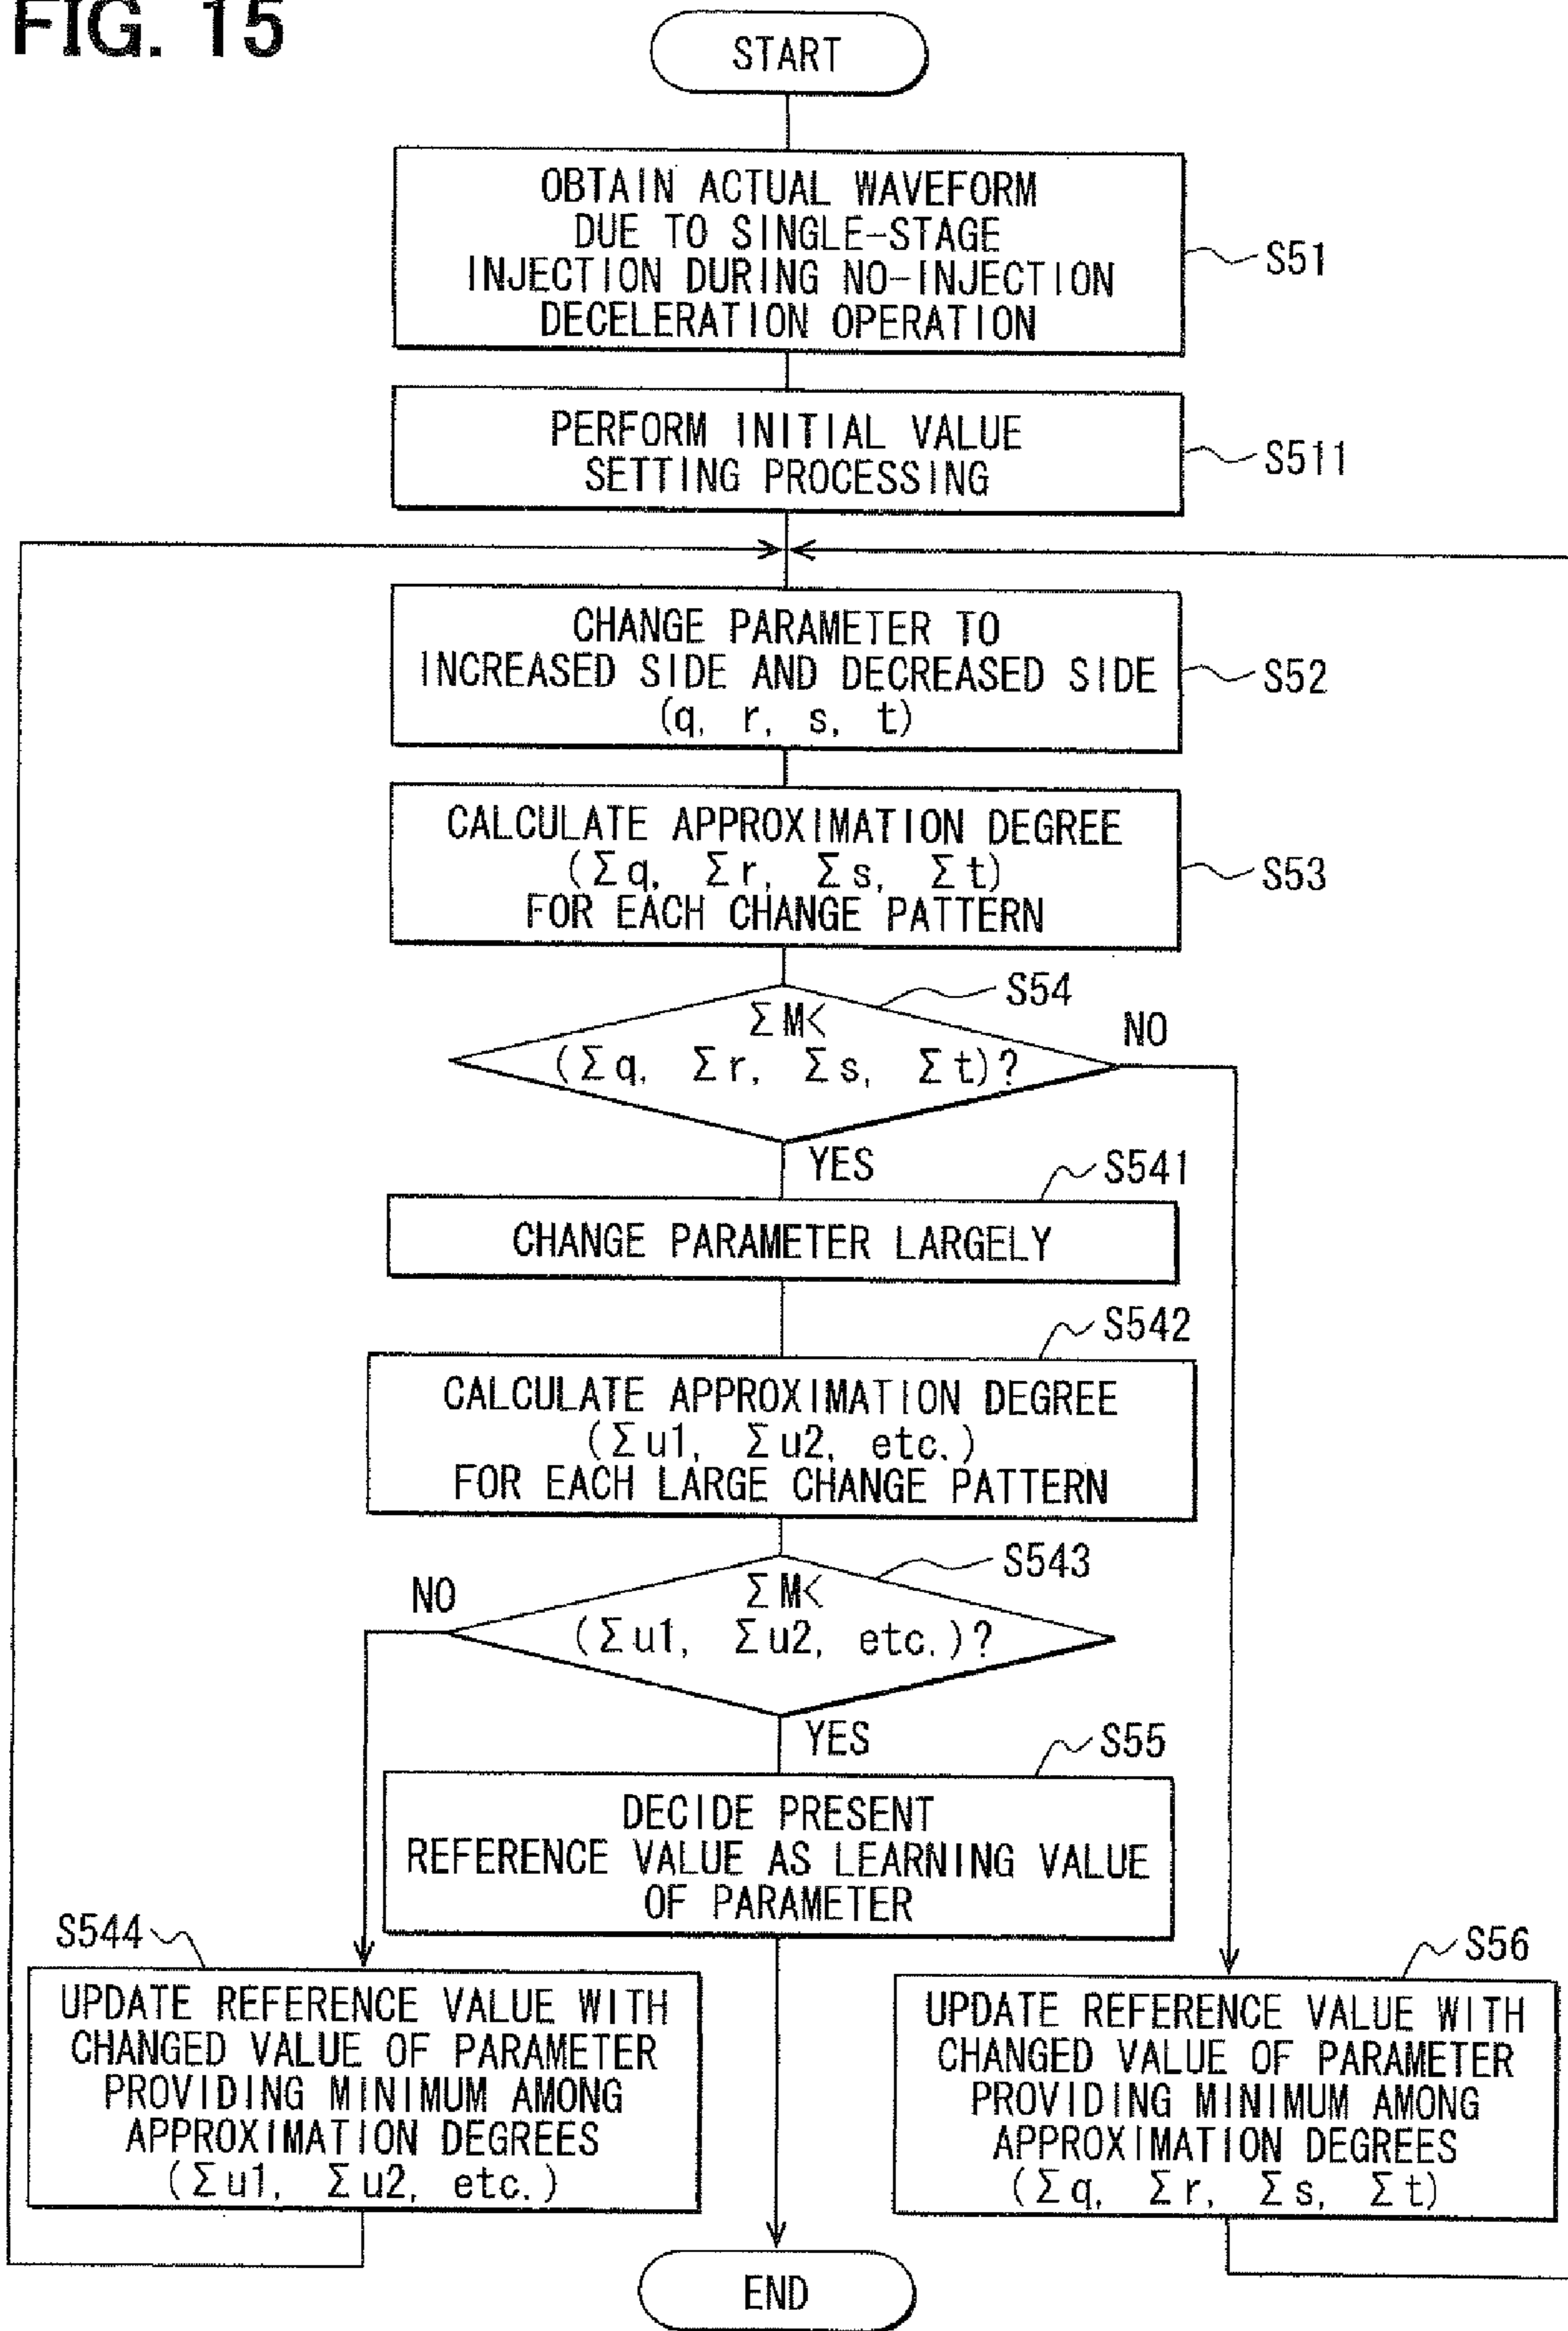 FIG. 15
START
OBTAIN ACTUAL WAVEFORM
DUE TO SINGLE-STAGE
INJECTION DURING NO-INJECTION
DECELERATION OPERATION
S51
PERFORM INITIAL VALUE
SETTING PROCESSING
S511
CHANGE PARAMETER TO
INCREASED SIDE AND DECREASED SIDE
(q, r, s, t)
S52
CALCULATE APPROXIMATION DEGREE
(Σq, Σr, Σs, Σt)
FOR EACH CHANGE PATTERN
S53
S54
ΣM<
(Σq, Σr, Σs, Σt)?
NO
YES
S541
CHANGE PARAMETER LARGELY
S542
CALCULATE APPROXIMATION DEGREE
(Σu1, Σu2, etc.)
FOR EACH LARGE CHANGE PATTERN
S543
NO
ΣM<
(Σu1, Σu2, etc.)?
YES
S55
DECIDE PRESENT
REFERENCE VALUE AS LEARNING VALUE
OF PARAMETER
S544
UPDATE REFERENCE VALUE WITH
CHANGED VALUE OF PARAMETER
PROVIDING MINIMUM AMONG
APPROXIMATION DEGREES
(Σu1, Σu2, etc.)
S56
UPDATE REFERENCE VALUE WITH
CHANGED VALUE OF PARAMETER
PROVIDING MINIMUM AMONG
APPROXIMATION DEGREES
(Σq, Σr, Σs, Σt)
END